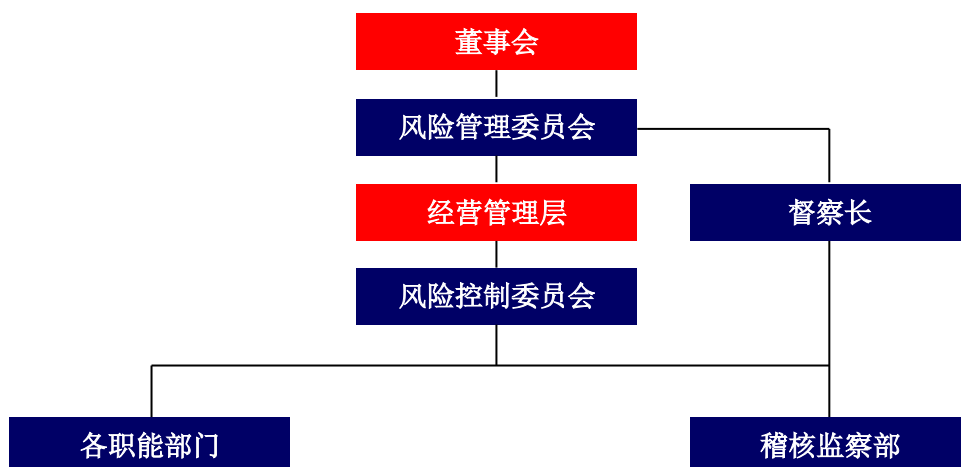 董事会
风险管理委员会
经营管理层
督察长
风险控制委员会
各职能部门
稽核监察部